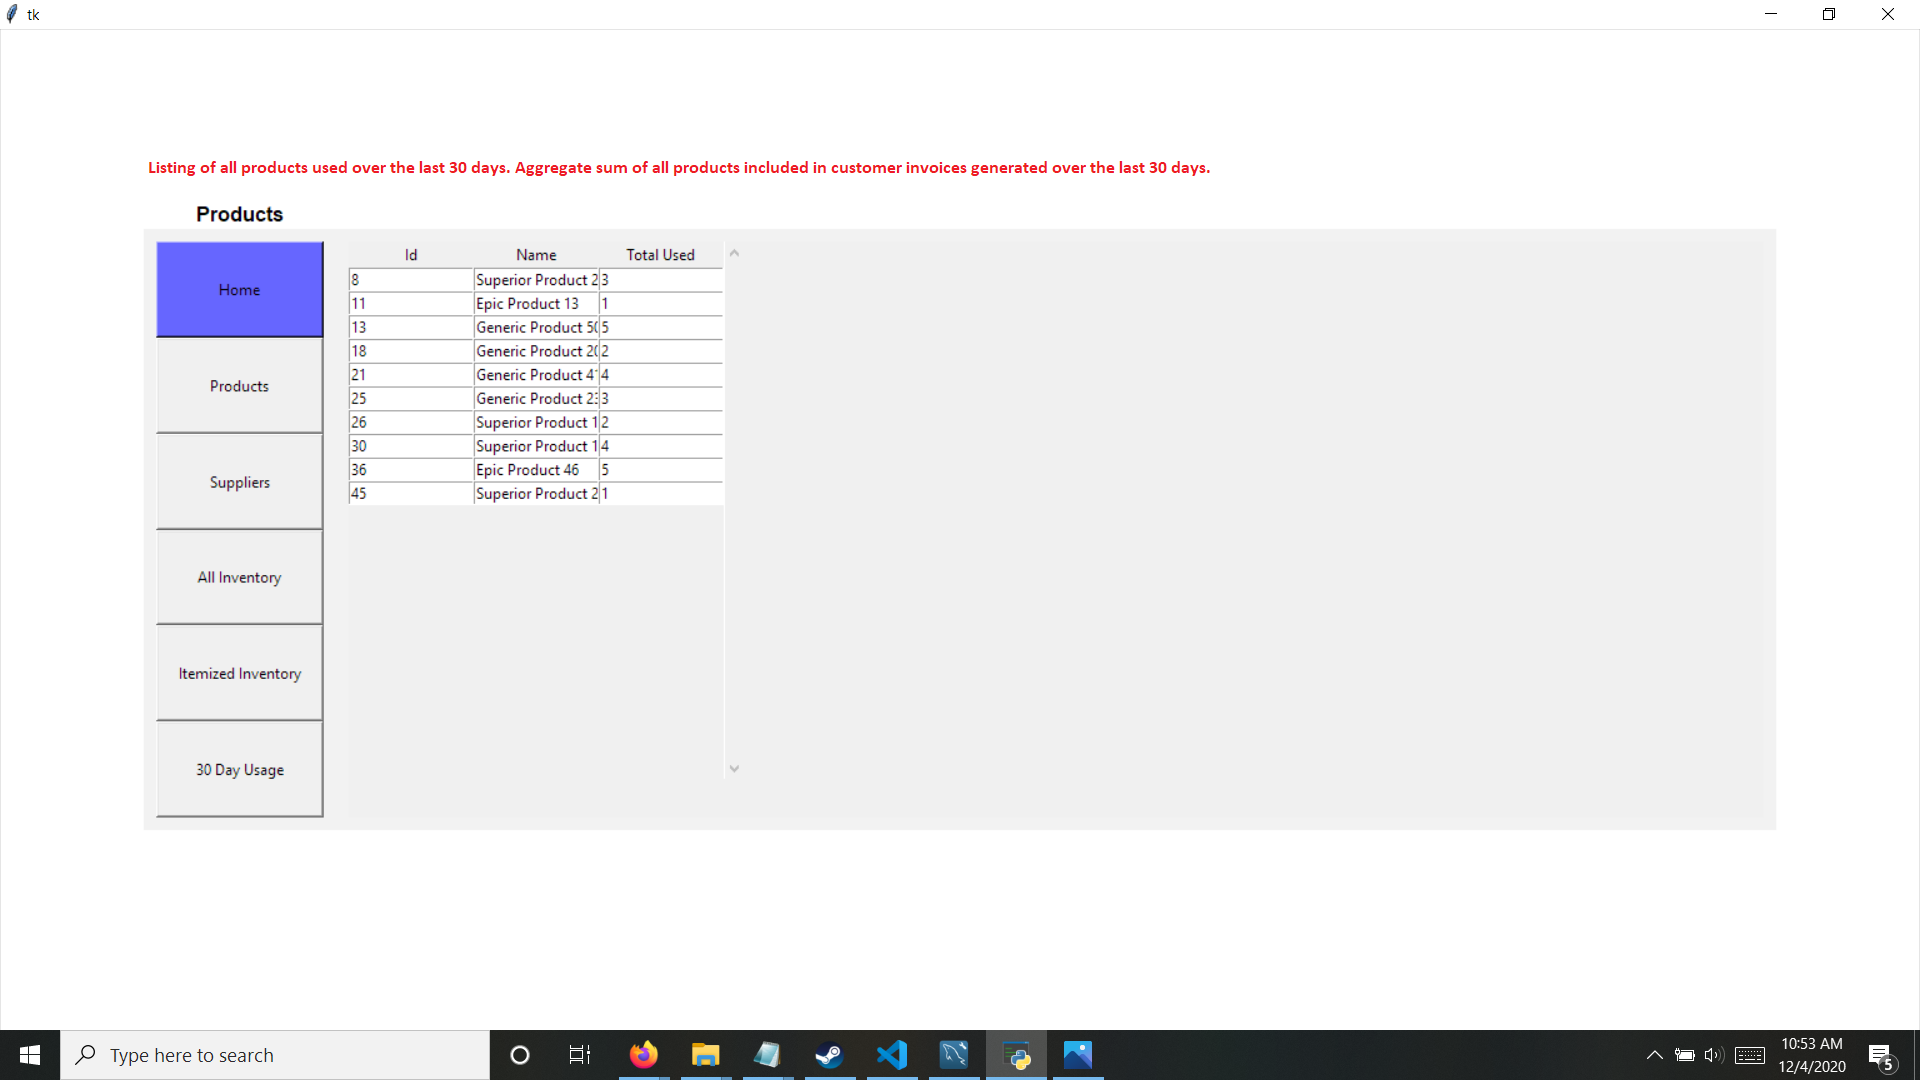 tk
Listing of all products used over the last 30 days. Aggregate sum of all products included in customer invoices generated over the last 30 days.
Products
Home
Products
Suppliers
All Inventory
Itemized Inventory
30 Day Usage
Id Name Total Used
8 Superior Product 2 3
11 Epic Product 13 1
13 Generic Product 50 5
18 Generic Product 20 2
21 Generic Product 4 4
25 Generic Product 23 3
26 Superior Product 1 2
30 Superior Product 1 4
36 Epic Product 46 5
45 Superior Product 2 1
Type here to search
10:53 AM
12/4/2020
5